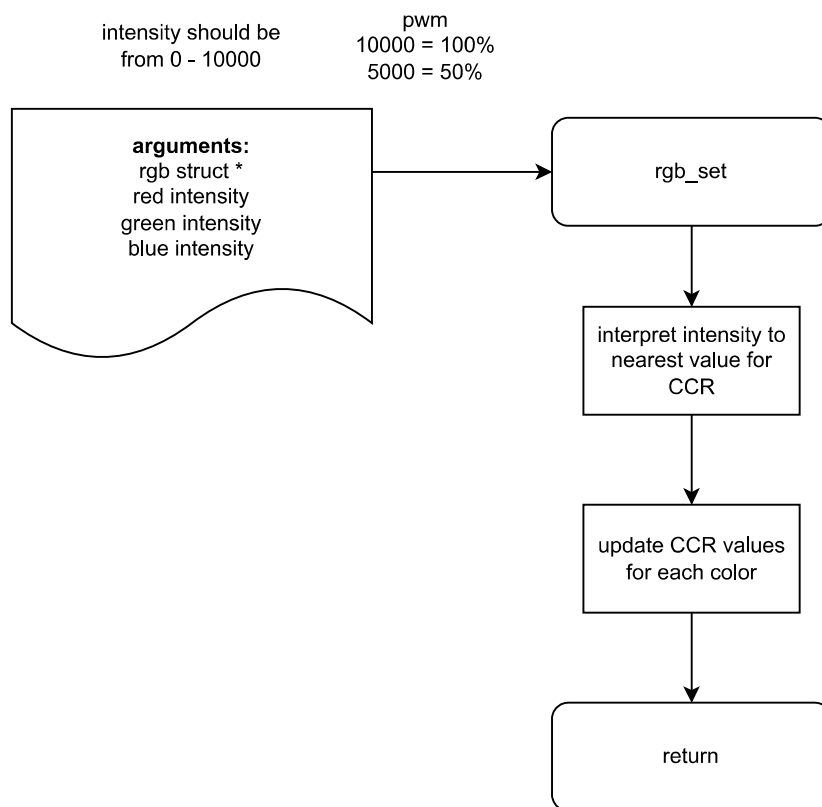 intensity should be
from 0 - 10000
pwm
10000 = 100%
5000 = 50%
arguments:
rgb struct *
red intensity
green intensity
blue intensity
rgb_set
interpret intensity to
nearest value for
CCR
update CCR values
for each color
return